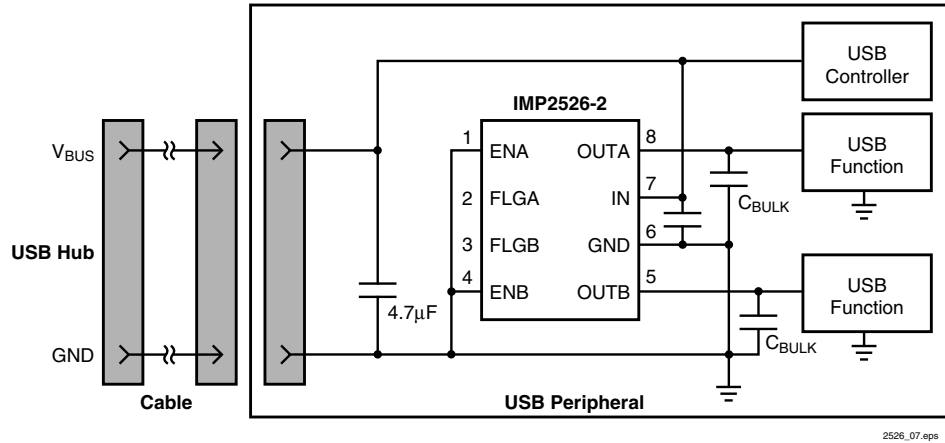 USB
Controller
IMP2526-2
1 ENA OUTA 8
V_BUS
USB
Function
2 FLGA IN 7
C_BULK
USB Hub
3 FLGB GND 6
4 ENB OUTB 5
4.7µF
USB
Function
C_BULK
GND
Cable
USB Peripheral
2526_07.eps